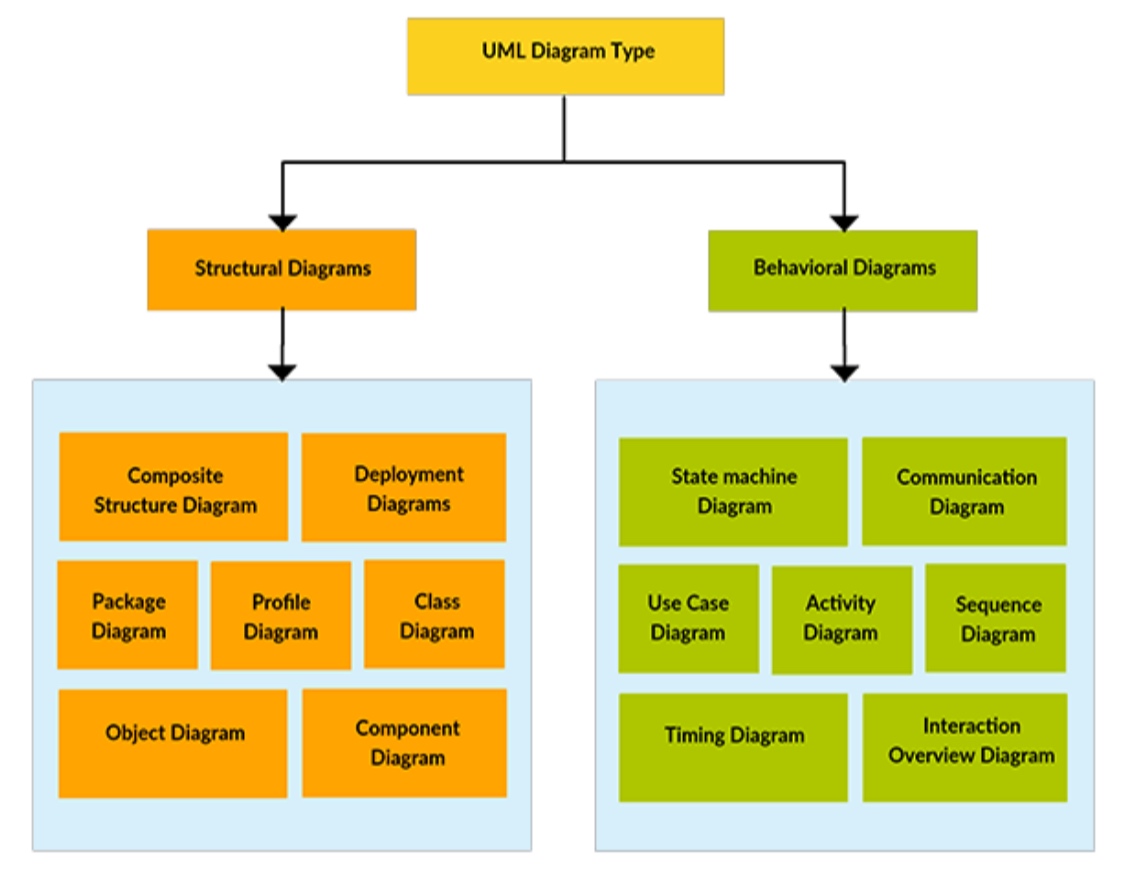 UML Diagram Type
Structural Diagrams
Behavioral Diagrams
Composite
Structure Diagram
Deployment
Diagrams
Package
Diagram
Profile
Diagram
Class
Diagram
Object Diagram
Component
Diagram
State machine
Diagram
Communication
Diagram
Use Case
Diagram
Activity
Diagram
Sequence
Diagram
Timing Diagram
Interaction
Overview Diagram